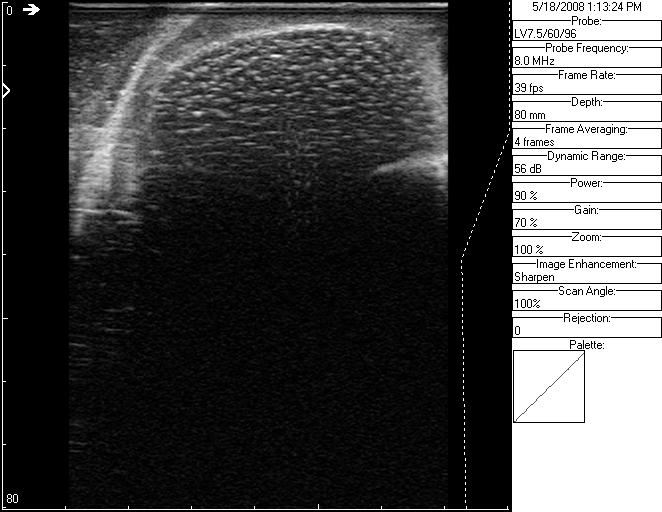 0
80
5/18/2008 1:13:24 PM
Probe:
LV7.5/60/96
Probe Frequency:
8.0 MHz
Frame Rate:
39 fps
Depth:
80 mm
Frame Averaging:
4 frames
Dynamic Range:
56 dB
Power:
90 %
Gain:
70 %
Zoom:
100 %
Image Enhancement:
Sharpen
Scan Angle:
100%
Rejection:
0
Palette: